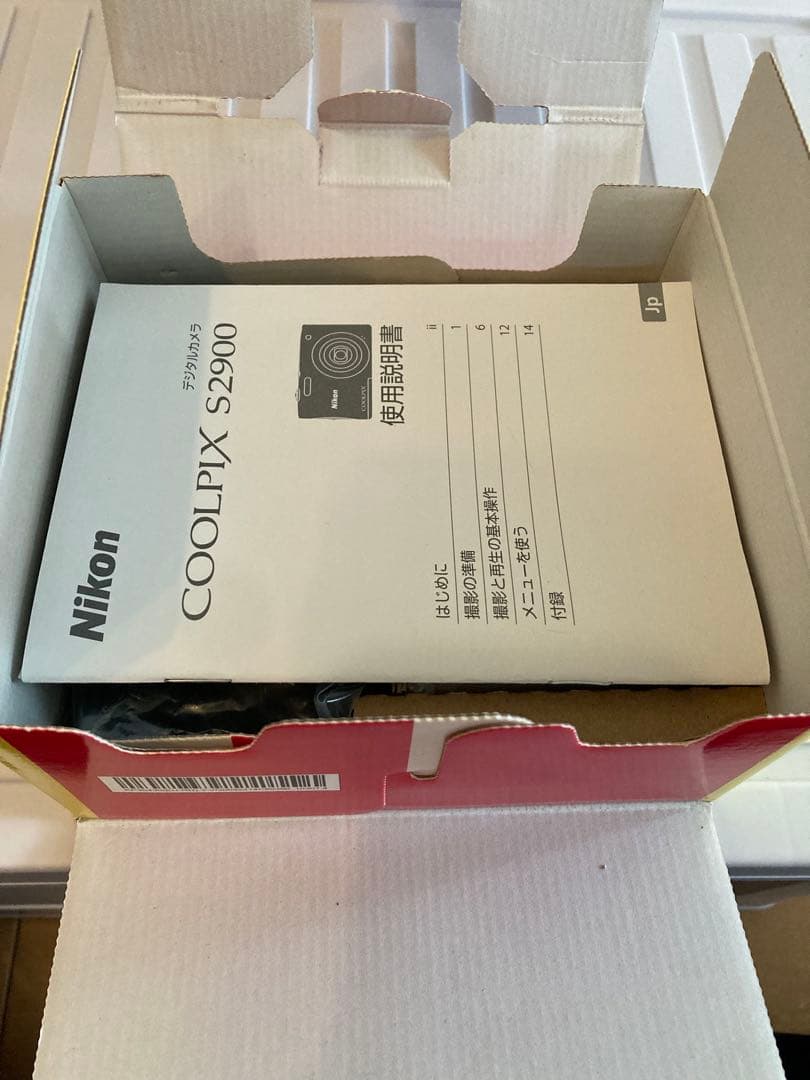 Nikon
デジタルカメラ
COOLPIX S2900
Nikon
COOLPIX
使用説明書
はじめに ii
撮影の準備 1
撮影と再生の基本操作 6
メニューを使う 12
付録 14
Jp